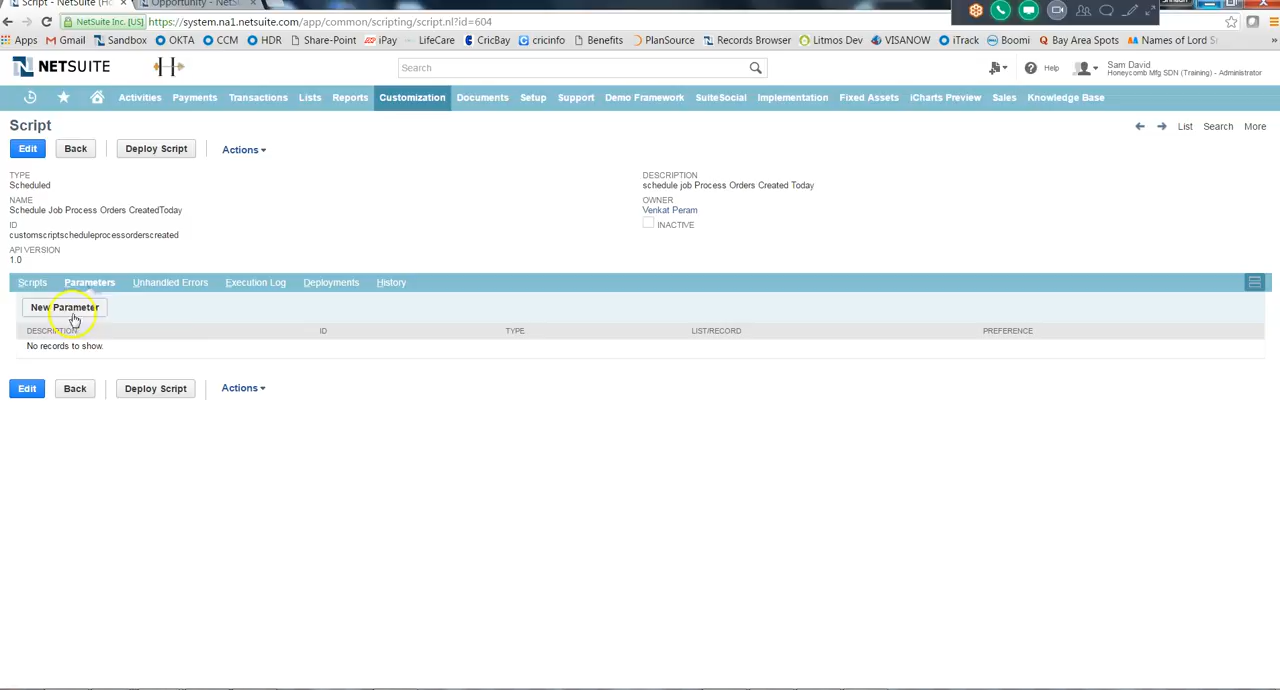 Script - NetSuite (Ho
Opportunity - NetS
NetSuite Inc. [US]
https://system.na1.netsuite.com/app/common/scripting/script.nl?id=604
Apps
Gmail
Sandbox
OKTA
CCM
HDR
Share-Point
iPay
LifeCare
CricBay
cricinfo
Benefits
PlanSource
Records Browser
Litmos Dev
VISANOW
iTrack
Boomi
Bay Area Spots
Names of Lord S
NETSUITE
Search
Help
Sam David
Honeycomb Mfg SDN (Training) - Administrator
Activities
Payments
Transactions
Lists
Reports
Customization
Documents
Setup
Support
Demo Framework
SuiteSocial
Implementation
Fixed Assets
iCharts Preview
Sales
Knowledge Base
Script
List
Search
More
Edit
Back
Deploy Script
Actions
TYPE
Scheduled
NAME
Schedule Job Process Orders CreatedToday
ID
customscriptscheduleprocessorderscreated
API VERSION
1.0
DESCRIPTION
schedule job Process Orders Created Today
OWNER
Venkat Peram
INACTIVE
Scripts
Parameters
Unhandled Errors
Execution Log
Deployments
History
New Parameter
DESCRIPTION
ID
TYPE
LIST/RECORD
PREFERENCE
No records to show.
Edit
Back
Deploy Script
Actions